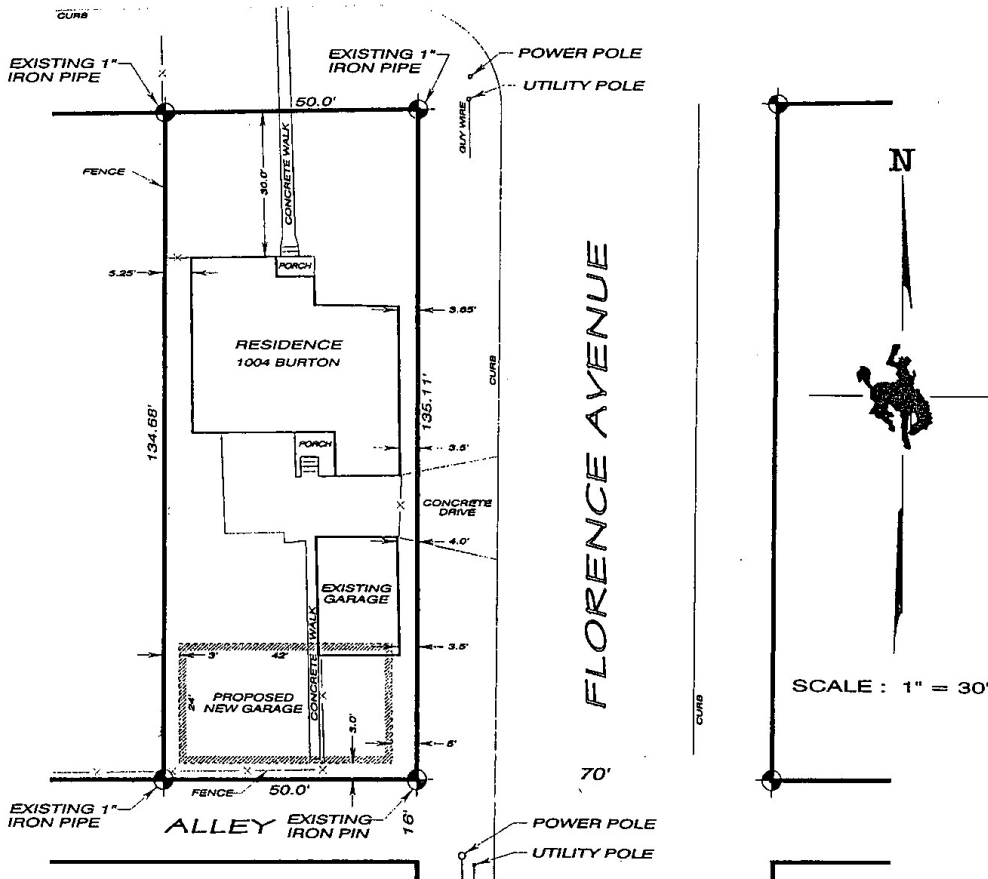 CURB
EXISTING 1"
IRON PIPE
EXISTING 1"
IRON PIPE
POWER POLE
UTILITY POLE
50.0'
GUY WIRE
N
FENCE
30.0'
CONCRETE WALK
5.25'
PORCH
3.65'
RESIDENCE
1004 BURTON
CURB
134.68'
135.11'
FLORENCE AVENUE
PORCH
3.5'
CONCRETE
DRIVE
4.0'
EXISTING
GARAGE
CONCRETE WALK
3.5'
3'
42'
24'
PROPOSED
NEW GARAGE
3.0'
5'
SCALE : 1" = 30'
CURB
70'
FENCE
50.0'
EXISTING 1"
IRON PIPE
ALLEY
EXISTING
IRON PIN
16'
POWER POLE
UTILITY POLE